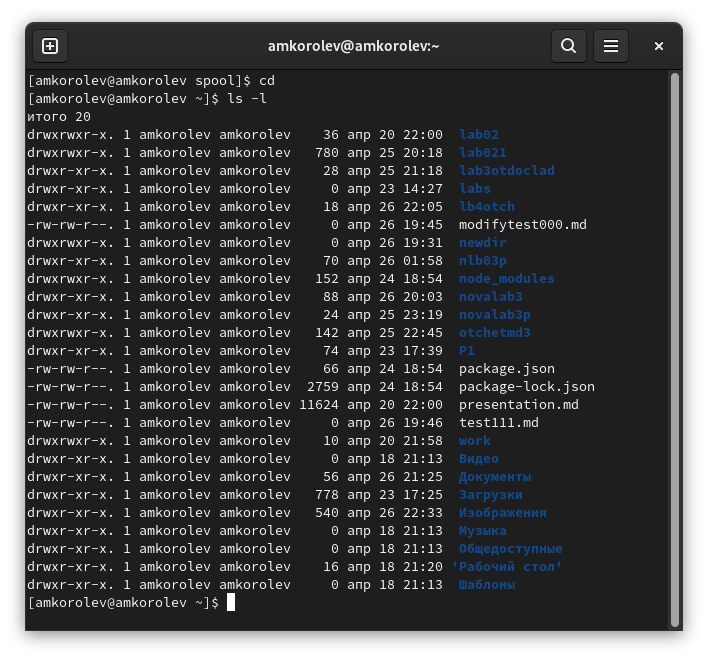 amkorolev@amkorolev:~
[amkorolev@amkorolev spool]$ cd
[amkorolev@amkorolev ~]$ ls -l
итого 20
drwxrwxr-x. 1 amkorolev amkorolev    36 апр 20 22:00  lab02
drwxrwxr-x. 1 amkorolev amkorolev   780 апр 25 20:18  lab021
drwxr-xr-x. 1 amkorolev amkorolev    28 апр 25 21:18  lab3otdoclad
drwxr-xr-x. 1 amkorolev amkorolev     0 апр 23 14:27  labs
drwxr-xr-x. 1 amkorolev amkorolev    18 апр 26 22:05  lb4otch
-rw-rw-r--. 1 amkorolev amkorolev     0 апр 26 19:45  modifytest000.md
drwxrwxr-x. 1 amkorolev amkorolev     0 апр 26 19:31  newdir
drwxr-xr-x. 1 amkorolev amkorolev    70 апр 26 01:58  nlb03p
drwxrwxr-x. 1 amkorolev amkorolev   152 апр 24 18:54  node_modules
drwxrwxr-x. 1 amkorolev amkorolev    88 апр 26 20:03  novalab3
drwxrwxr-x. 1 amkorolev amkorolev    24 апр 25 23:19  novalab3p
drwxrwxr-x. 1 amkorolev amkorolev   142 апр 25 22:45  otchetmd3
drwxr-xr-x. 1 amkorolev amkorolev    74 апр 23 17:39  P1
-rw-rw-r--. 1 amkorolev amkorolev    66 апр 24 18:54  package.json
-rw-rw-r--. 1 amkorolev amkorolev  2759 апр 24 18:54  package-lock.json
-rw-rw-r--. 1 amkorolev amkorolev 11624 апр 20 22:00  presentation.md
-rw-rw-r--. 1 amkorolev amkorolev     0 апр 26 19:46  test111.md
drwxrwxr-x. 1 amkorolev amkorolev    10 апр 20 21:58  work
drwxr-xr-x. 1 amkorolev amkorolev     0 апр 18 21:13  Видео
drwxr-xr-x. 1 amkorolev amkorolev    56 апр 26 21:25  Документы
drwxr-xr-x. 1 amkorolev amkorolev   778 апр 23 17:25  Загрузки
drwxr-xr-x. 1 amkorolev amkorolev   540 апр 26 22:33  Изображения
drwxr-xr-x. 1 amkorolev amkorolev     0 апр 18 21:13  Музыка
drwxr-xr-x. 1 amkorolev amkorolev     0 апр 18 21:13  Общедоступные
drwxr-xr-x. 1 amkorolev amkorolev    16 апр 18 21:20 'Рабочий стол'
drwxr-xr-x. 1 amkorolev amkorolev     0 апр 18 21:13  Шаблоны
[amkorolev@amkorolev ~]$